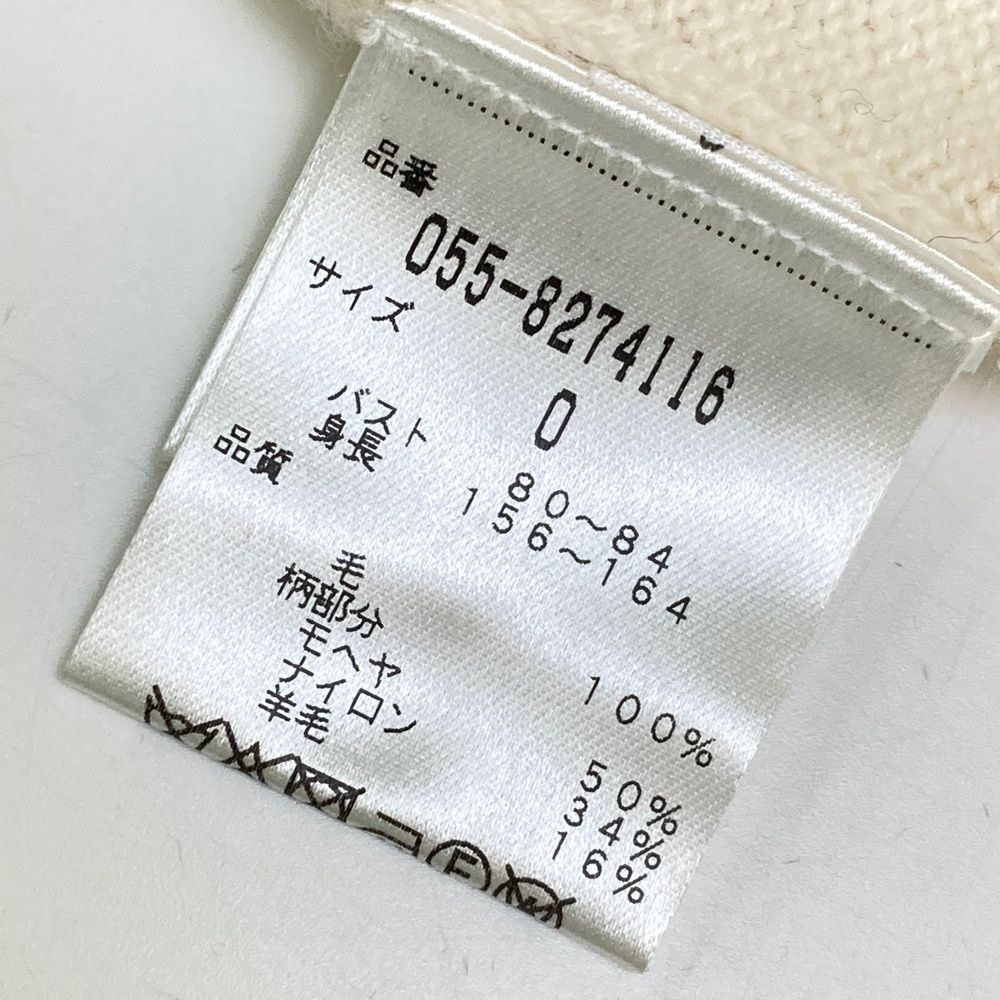 品番
055-8274116
サイズ
0
バスト 80～84
身長 156～164
品質
毛 100%
柄部分
モヘヤ 50%
ナイロン 34%
羊毛 16%
F